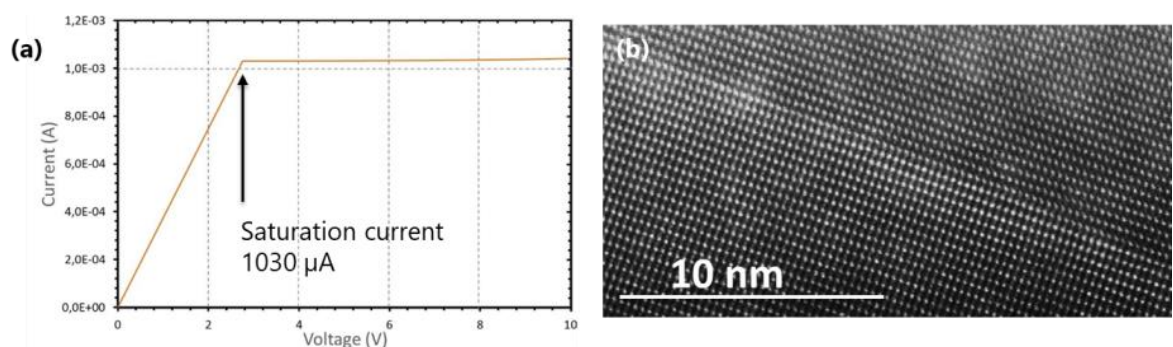 (a)
Current (A)
1,2E-03
1,0E-03
8,0E-04
6,0E-04
4,0E-04
2,0E-04
0,0E+00
Saturation current
1030 µA
0 2 4 6 8 10
Voltage (V)
(b)
10 nm